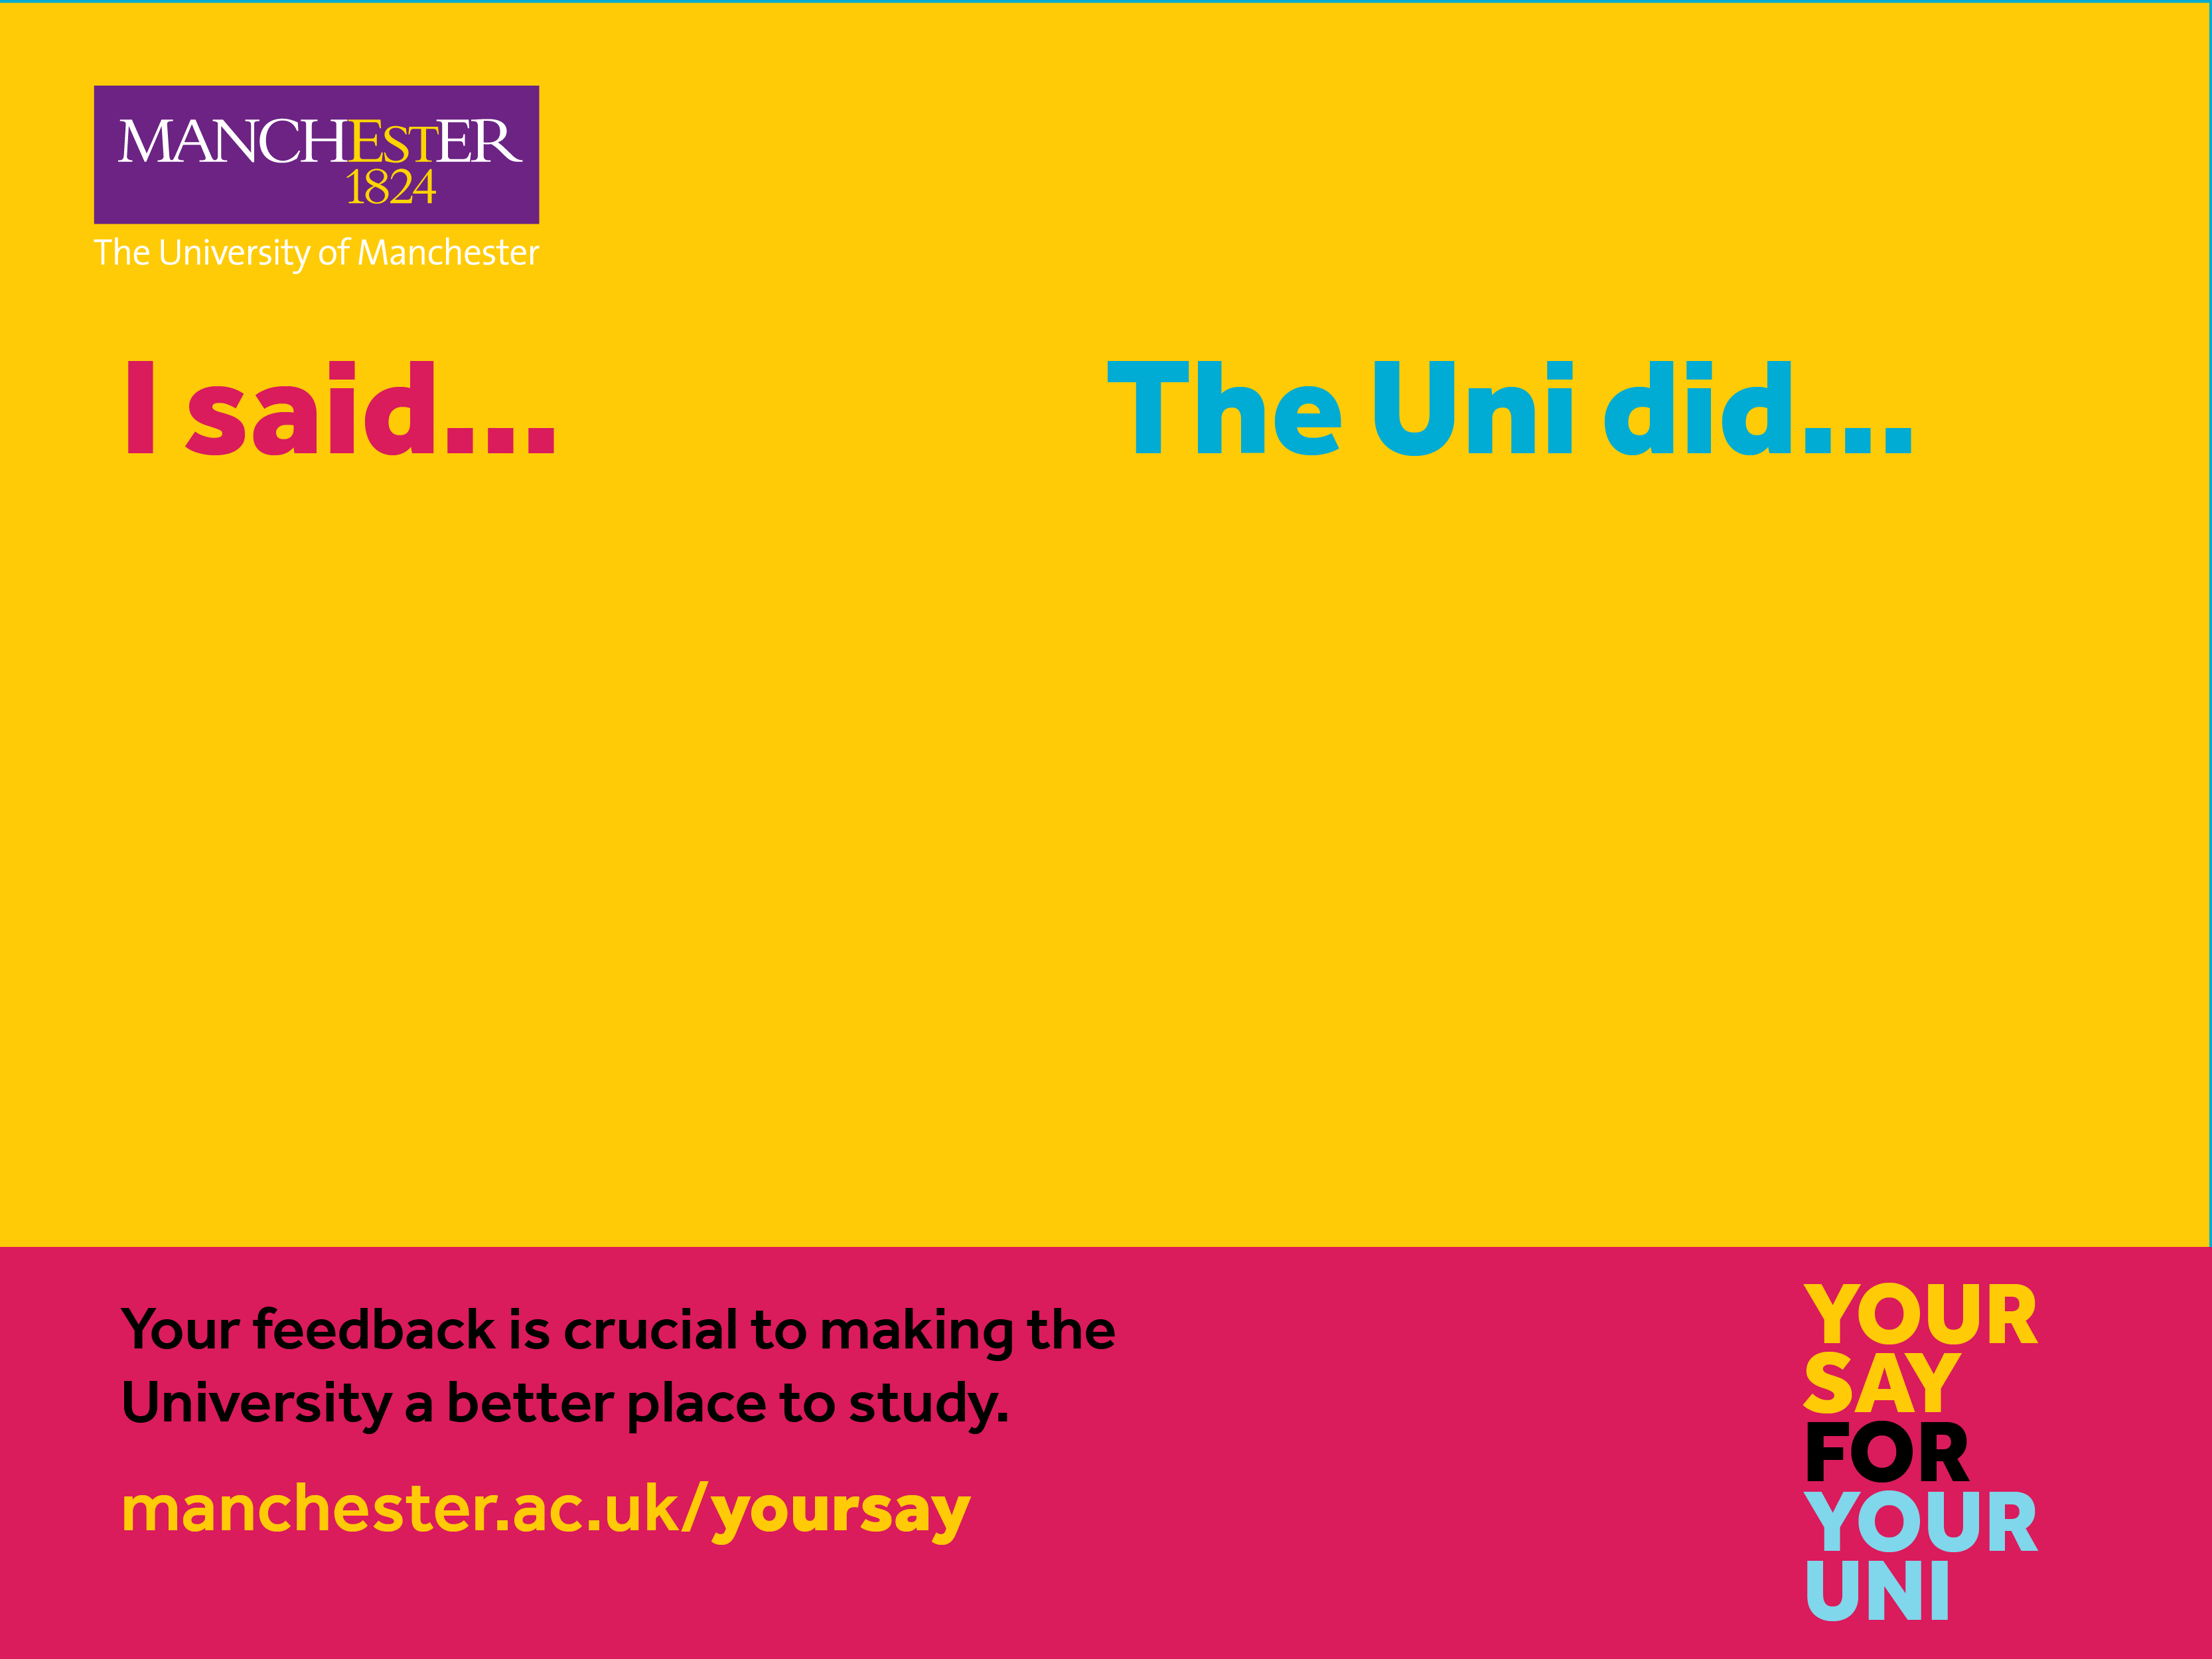 MANCHESTER
1824
The University of Manchester
I said...
The Uni did...
Your feedback is crucial to making the
University a better place to study.
manchester.ac.uk/yoursay
YOUR
SAY
FOR
YOUR
UNI